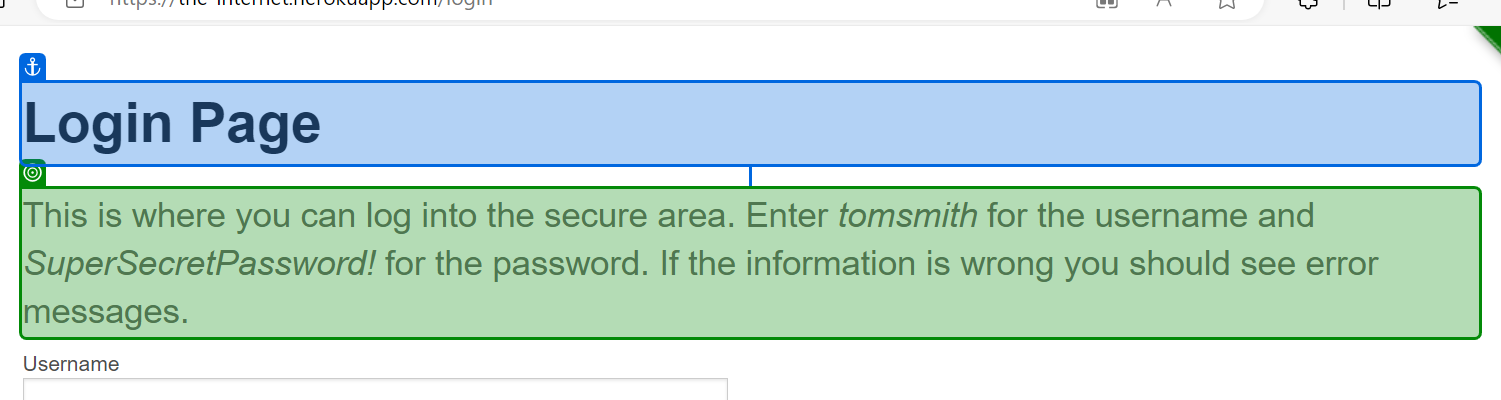 https://the-internet.herokuapp.com/login
Login Page
This is where you can log into the secure area. Enter tomsmith for the username and
SuperSecretPassword! for the password. If the information is wrong you should see error
messages.
Username